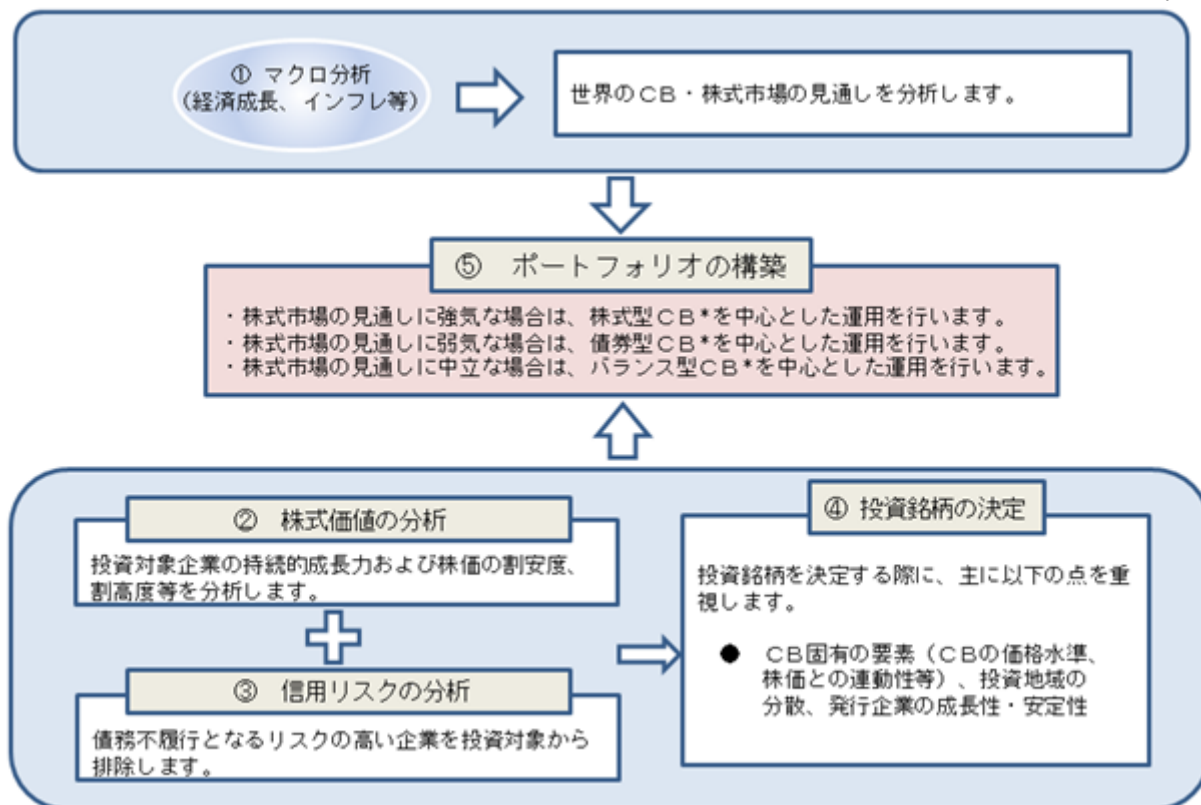 ① マクロ分析
(経済成長、インフレ等)
世界のCB・株式市場の見通しを分析します。
⑤ ポートフォリオの構築
・株式市場の見通しに強気な場合は、株式型CB*を中心とした運用を行います。
・株式市場の見通しに弱気な場合は、債券型CB*を中心とした運用を行います。
・株式市場の見通しに中立な場合は、バランス型CB*を中心とした運用を行います。
② 株式価値の分析
投資対象企業の持続的成長力および株価の割安度、
割高度等を分析します。
③ 信用リスクの分析
債務不履行となるリスクの高い企業を投資対象から
排除します。
④ 投資銘柄の決定
投資銘柄を決定する際に、主に以下の点を重
視します。
● CB固有の要素(CBの価格水準、
株価との連動性等)、投資地域の
分散、発行企業の成長性・安定性